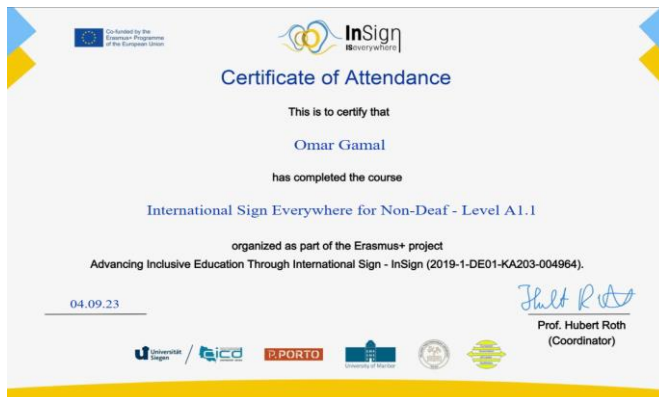 Co-funded by the
Erasmus+ Programme
of the European Union
InSign
ISeverywhere
Certificate of Attendance
This is to certify that
Omar Gamal
has completed the course
International Sign Everywhere for Non-Deaf - Level A1.1
organized as part of the Erasmus+ project
Advancing Inclusive Education Through International Sign - InSign (2019-1-DE01-KA203-004964).
04.09.23
Prof. Hubert Roth
(Coordinator)
Universität
Siegen
eicd
P.PORTO
University of Maribor